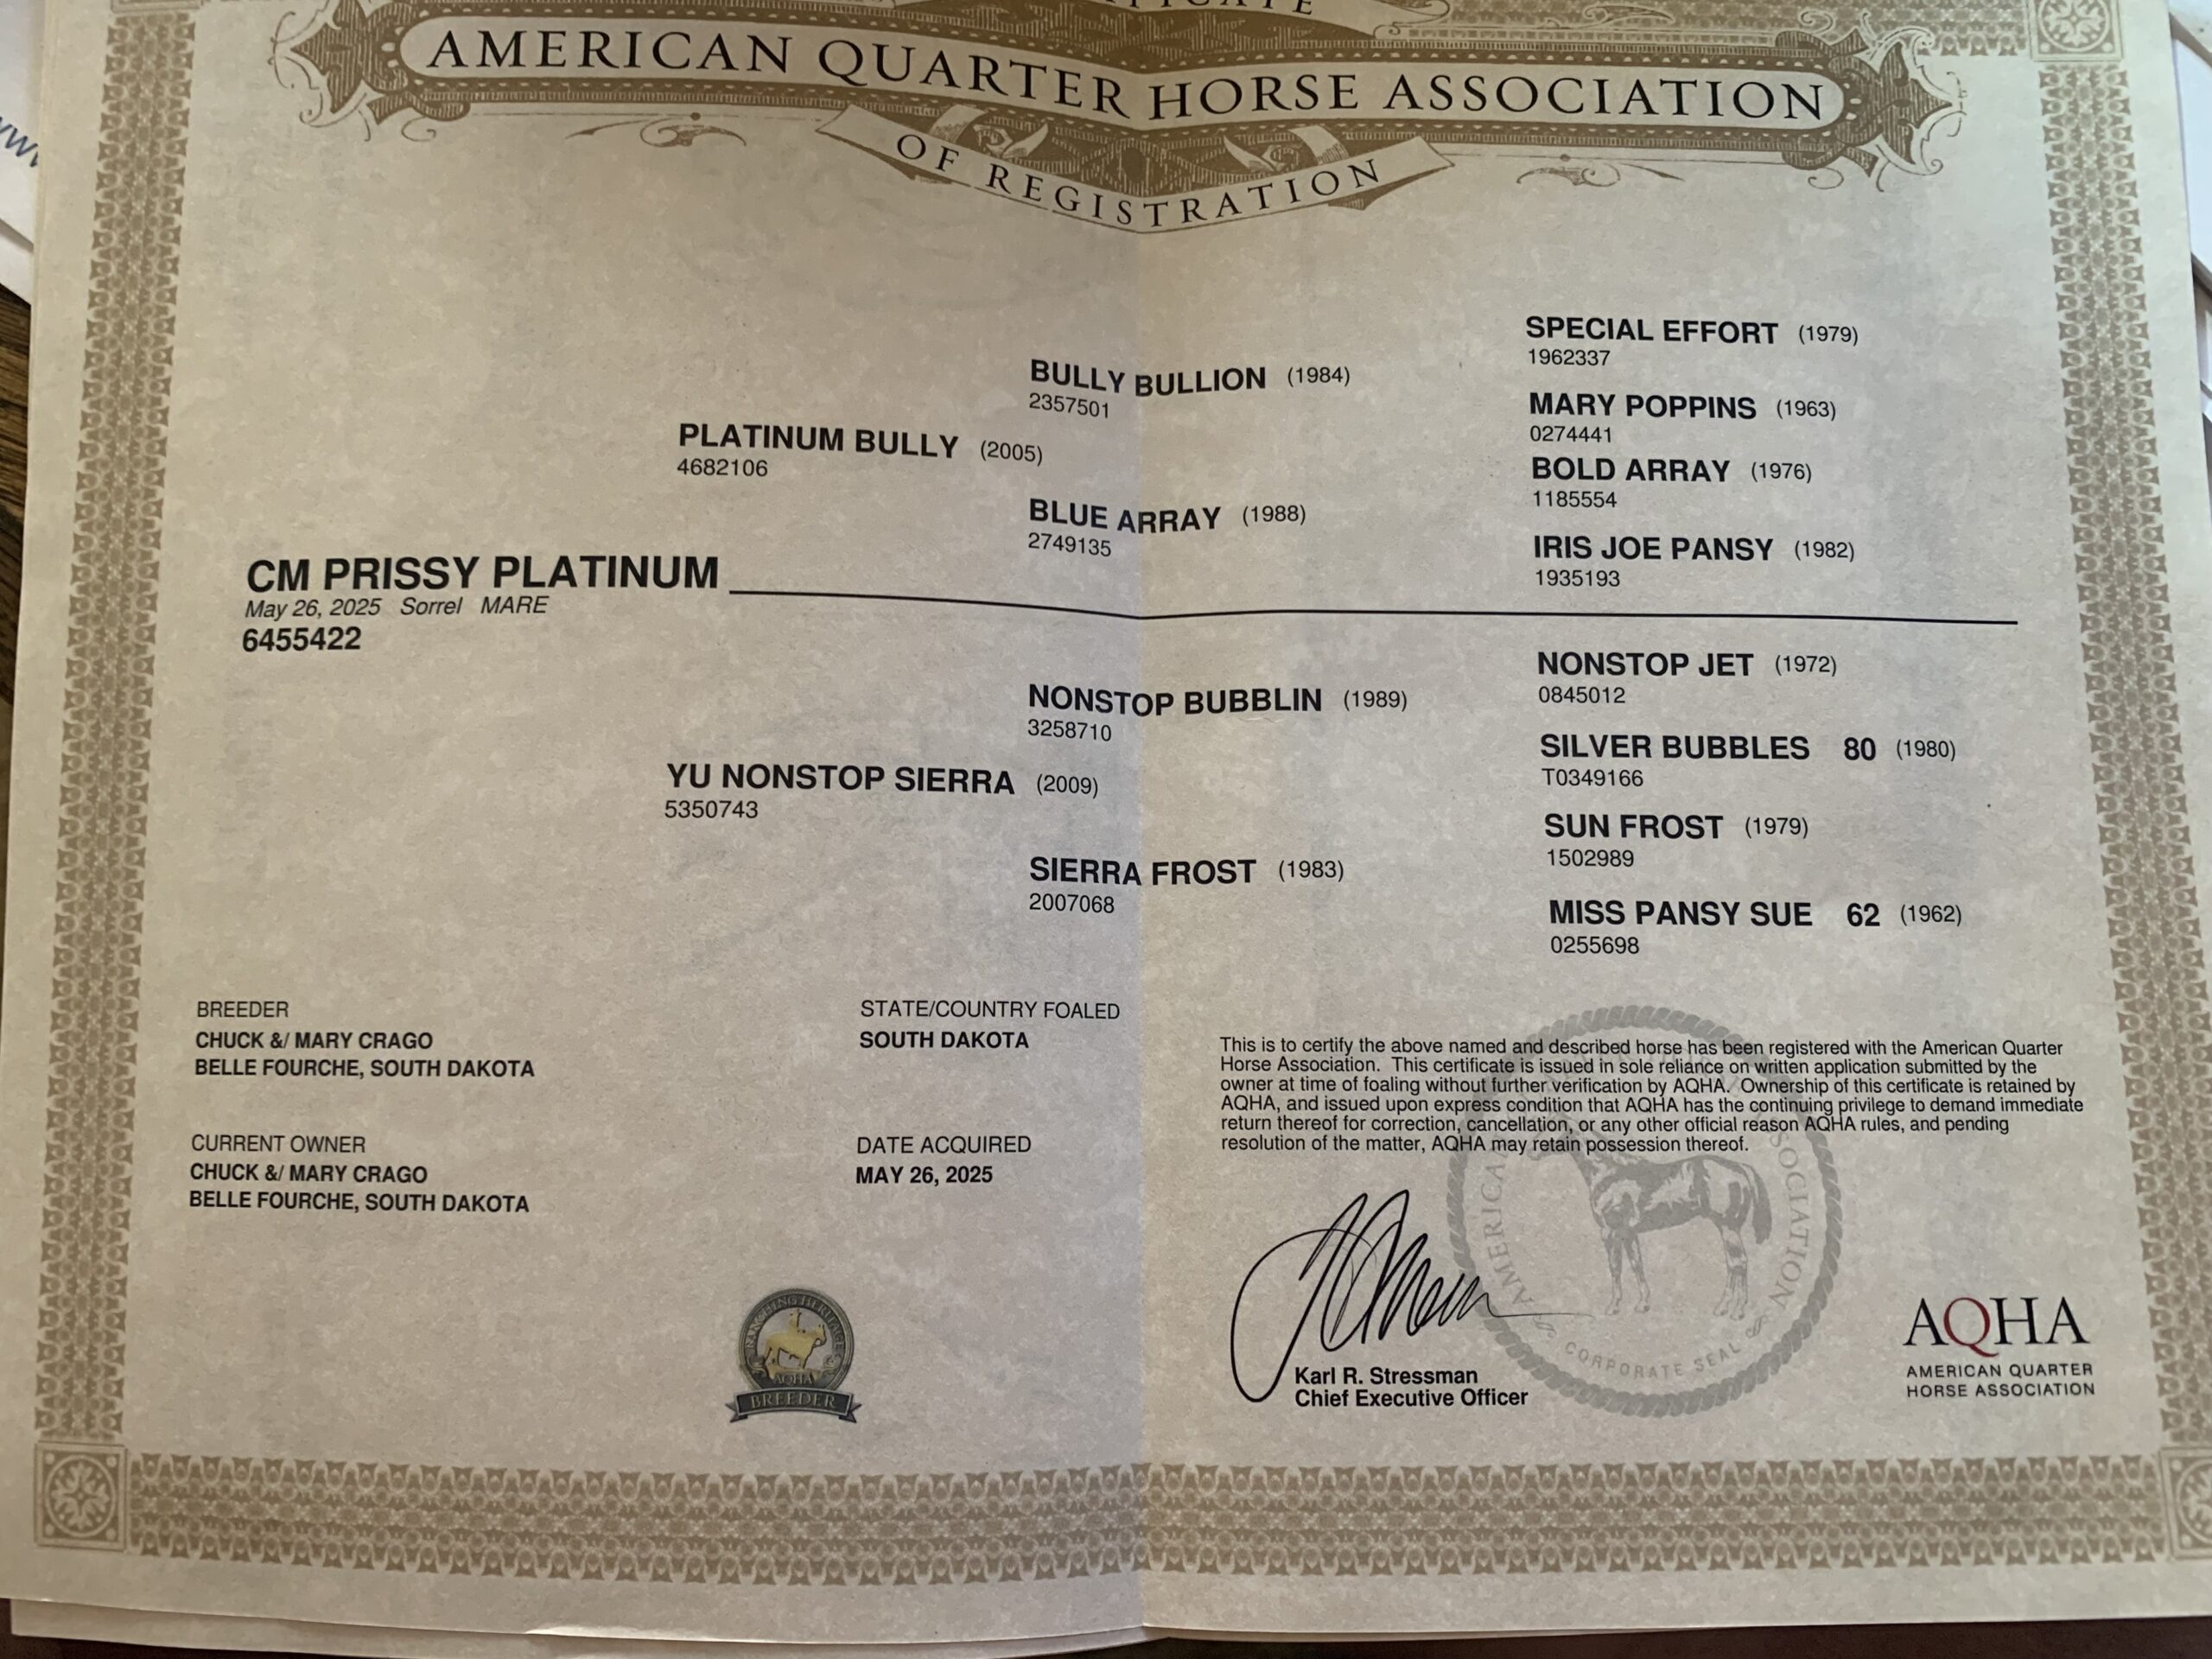 AMERICAN QUARTER HORSE ASSOCIATION
OF REGISTRATION
SPECIAL EFFORT (1979)
1962337
BULLY BULLION (1984)
2357501
MARY POPPINS (1963)
0274441
PLATINUM BULLY (2005)
4682106
BOLD ARRAY (1976)
1185554
BLUE ARRAY (1988)
2749135
IRIS JOE PANSY (1982)
1935193
CM PRISSY PLATINUM
May 26, 2025 Sorrel MARE
6455422
NONSTOP JET (1972)
0845012
NONSTOP BUBBLIN (1989)
3258710
SILVER BUBBLES 80 (1980)
T0349166
YU NONSTOP SIERRA (2009)
5350743
SUN FROST (1979)
1502989
SIERRA FROST (1983)
2007068
MISS PANSY SUE 62 (1962)
0255698
BREEDER
CHUCK &/ MARY CRAGO
BELLE FOURCHE, SOUTH DAKOTA
STATE/COUNTRY FOALED
SOUTH DAKOTA
CURRENT OWNER
CHUCK &/ MARY CRAGO
BELLE FOURCHE, SOUTH DAKOTA
DATE ACQUIRED
MAY 26, 2025
This is to certify the above named and described horse has been registered with the American Quarter
Horse Association. This certificate is issued in sole reliance on written application submitted by the
owner at time of foaling without further verification by AQHA. Ownership of this certificate is retained by
AQHA, and issued upon express condition that AQHA has the continuing privilege to demand immediate
return thereof for correction, cancellation, or any other official reason AQHA rules, and pending
resolution of the matter, AQHA may retain possession thereof.
CORPORATE SEAL
Karl R. Stressman
Chief Executive Officer
RANCHING HERITAGE
AQHA
BREEDER
AQHA
AMERICAN QUARTER
HORSE ASSOCIATION